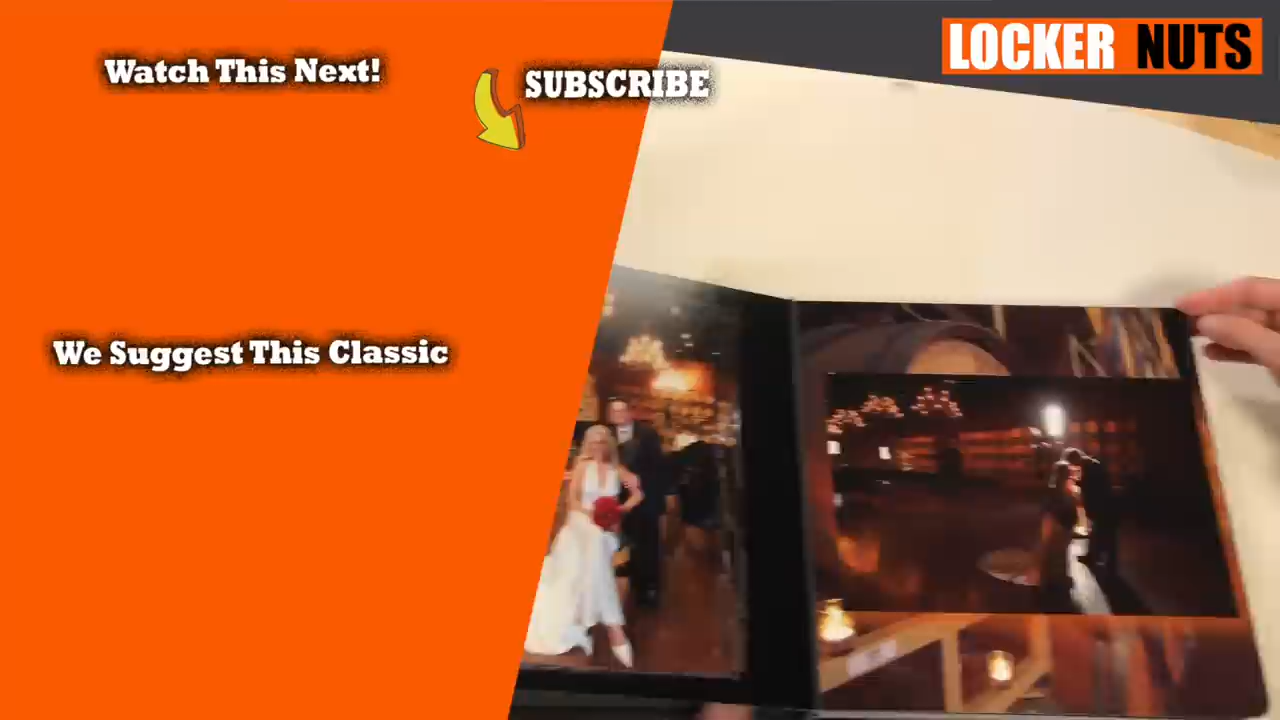 LOCKER NUTS
Watch This Next!
SUBSCRIBE
We Suggest This Classic